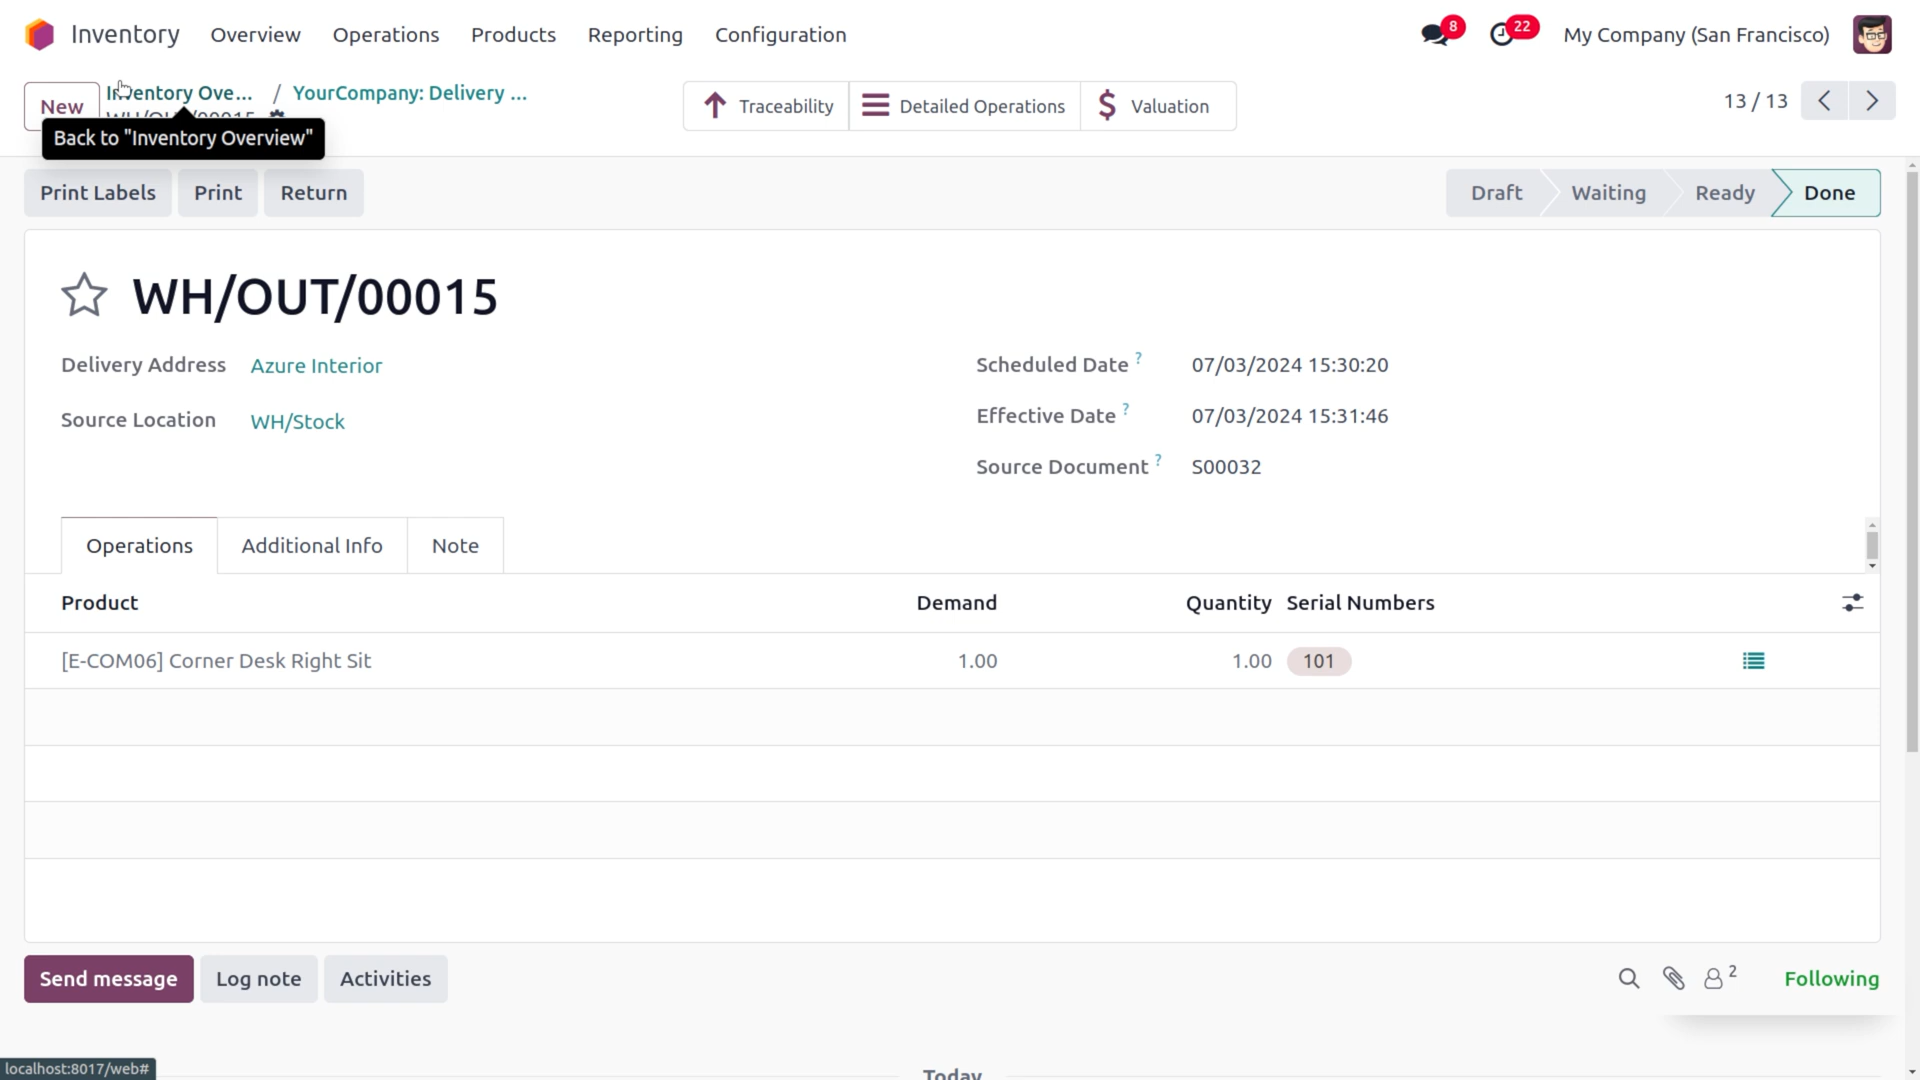 Inventory Overview Operations Products Reporting Configuration 8 22 My Company (San Francisco)
New Inventory Ove... / YourCompany: Delivery ... Traceability Detailed Operations Valuation 13 / 13
Back to "Inventory Overview"
Print Labels Print Return Draft Waiting Ready Done
WH/OUT/00015
Delivery Address Azure Interior Scheduled Date ? 07/03/2024 15:30:20
Source Location WH/Stock Effective Date ? 07/03/2024 15:31:46
Source Document ? S00032
Operations Additional Info Note
Product Demand Quantity Serial Numbers
[E-COM06] Corner Desk Right Sit 1.00 1.00 101
Send message Log note Activities 2 Following
localhost:8017/web# Today